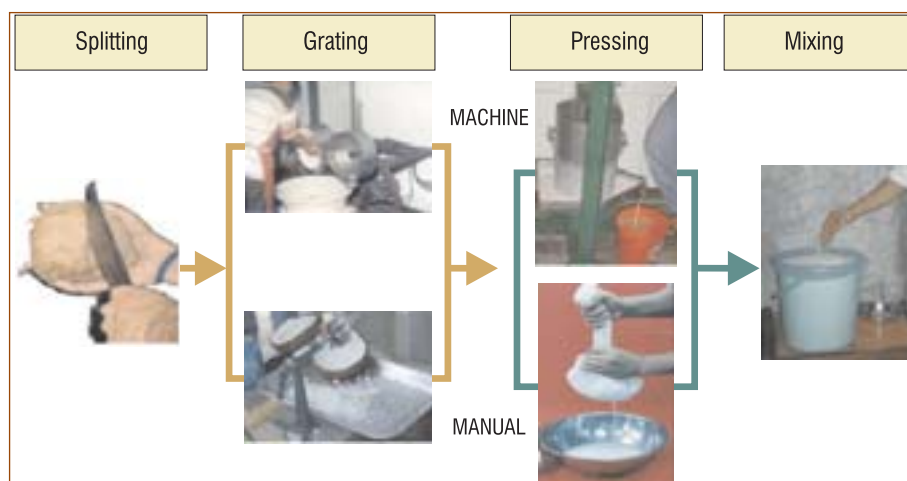 Splitting
Grating
Pressing
Mixing
MACHINE
MANUAL